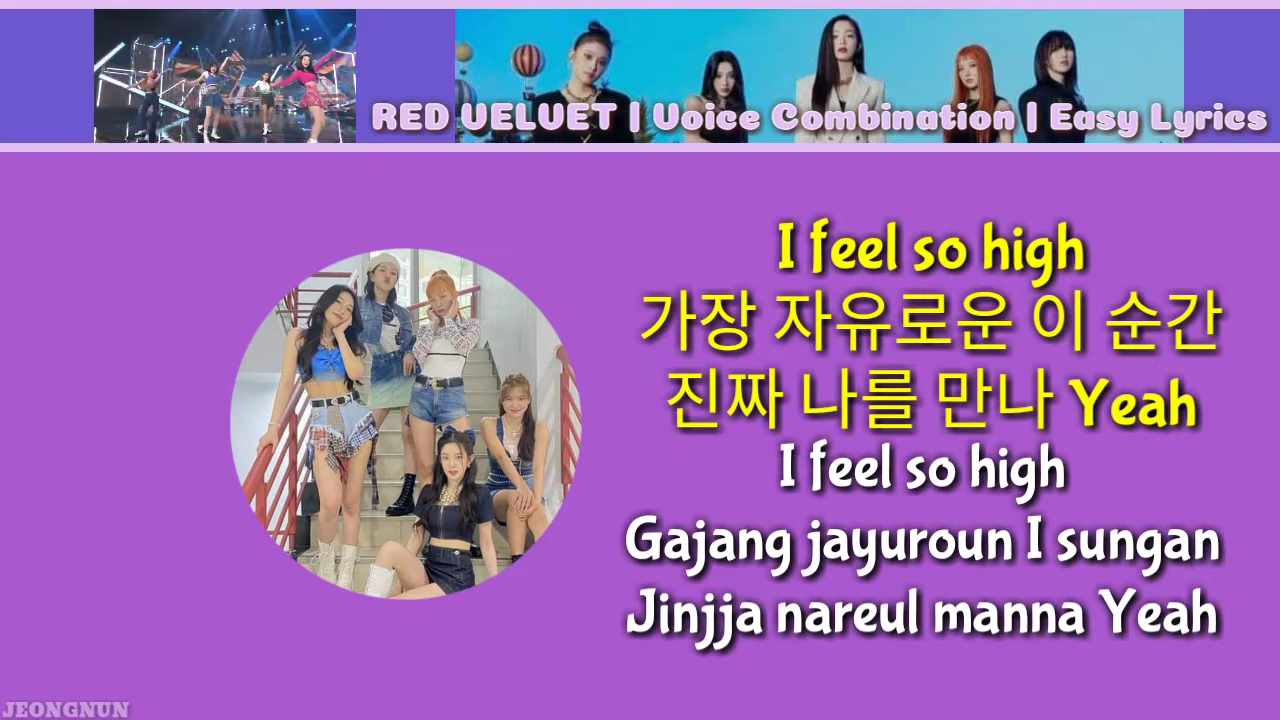 RED VELVET | Voice Combination | Easy Lyrics
I feel so high
가장 자유로운 이 순간
진짜 나를 만나 Yeah
I feel so high
Gajang jayuroun I sungan
Jinjja nareul manna Yeah
JEONGNUN